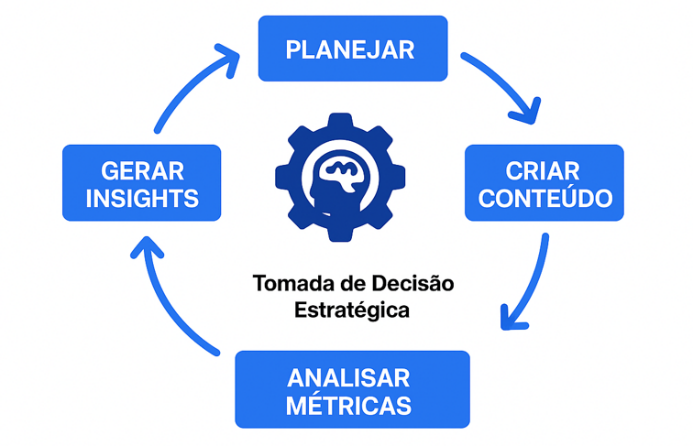 PLANEJAR
CRIAR
CONTEÚDO
ANALISAR
MÉTRICAS
GERAR
INSIGHTS
Tomada de Decisão
Estratégica